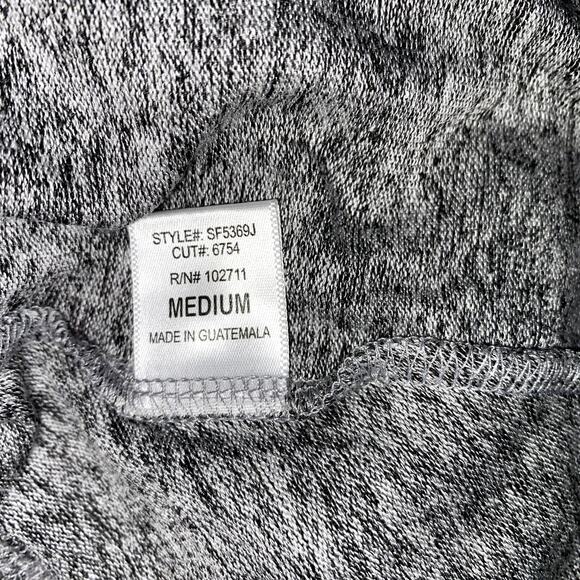 STYLE#: SF5369J
CUT#: 6754
R/N# 102711
MEDIUM
MADE IN GUATEMALA